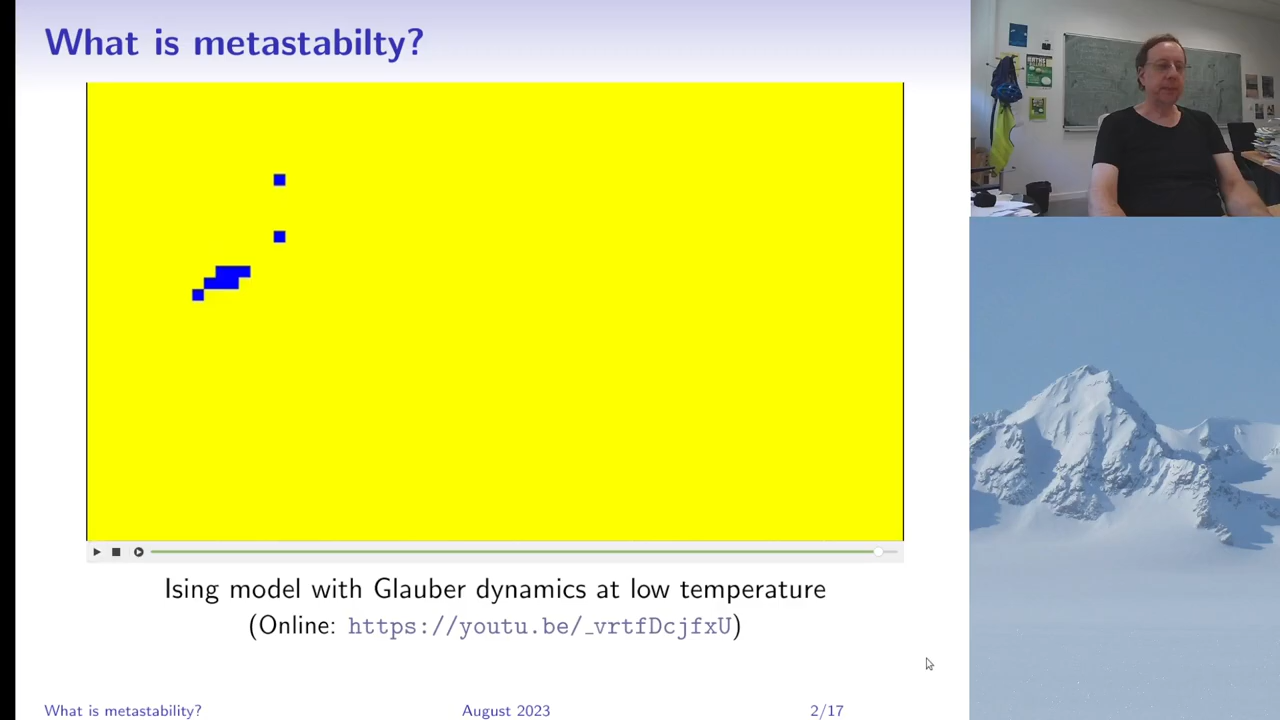 What is metastabilty?
Ising model with Glauber dynamics at low temperature
(Online: https://youtu.be/_vrtfDcjfxU)
What is metastability?
August 2023
2/17